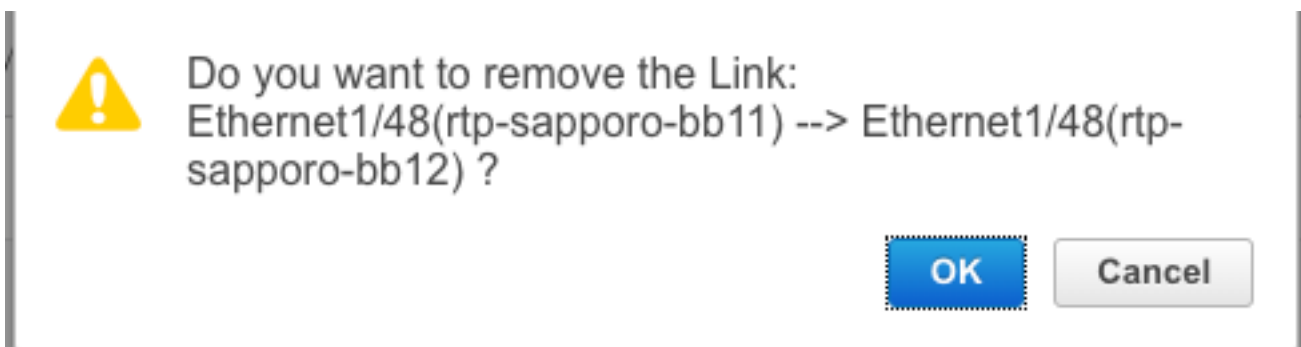 Do you want to remove the Link:
Ethernet1/48(rtp-sapporo-bb11) --> Ethernet1/48(rtp-
sapporo-bb12) ?
OK Cancel